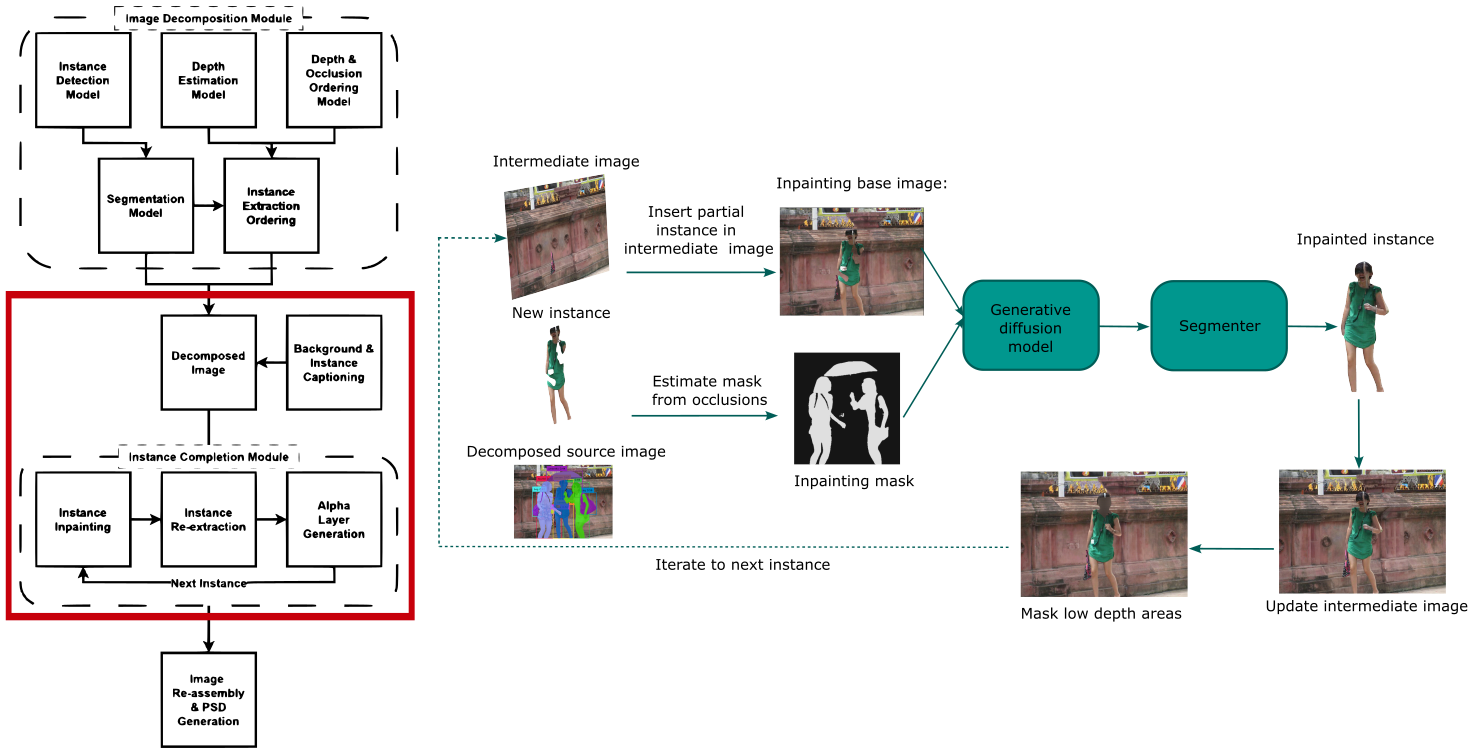 Image Decomposition Module
Instance
Detection
Model
Depth
Estimation
Model
Depth &
Occlusion
Ordering
Model
Segmentation
Model
Instance
Extraction
Ordering
Decomposed
Image
Background &
Instance
Captioning
Instance Completion Module
Instance
Inpainting
Instance
Re-extraction
Alpha
Layer
Generation
Next Instance
Image
Re-assembly
& PSD
Generation
Intermediate image
Insert partial
instance in
intermediate image
Inpainting base image:
New instance
Estimate mask
from occlusions
Decomposed source image
Inpainting mask
Generative
diffusion
model
Segmenter
Inpainted instance
Update intermediate image
Mask low depth areas
Iterate to next instance